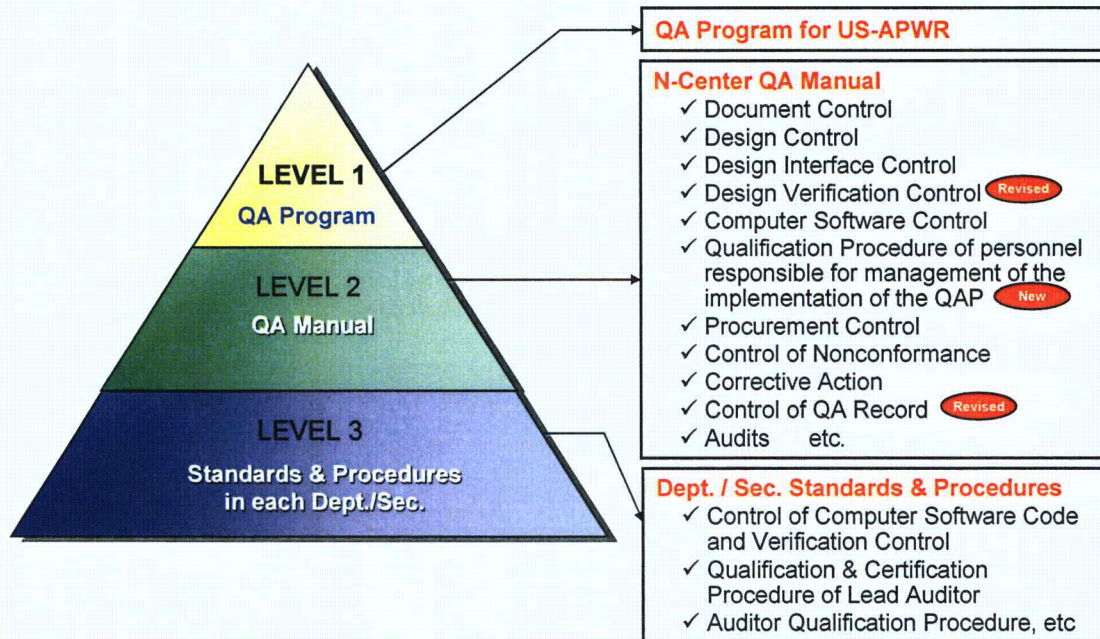 LEVEL 1
QA Program
LEVEL 2
QA Manual
LEVEL 3
Standards & Procedures
in each Dept./Sec.
QA Program for US-APWR
N-Center QA Manual
✓ Document Control
✓ Design Control
✓ Design Interface Control
✓ Design Verification Control Revised
✓ Computer Software Control
✓ Qualification Procedure of personnel
responsible for management of the
implementation of the QAP New
✓ Procurement Control
✓ Control of Nonconformance
✓ Corrective Action
✓ Control of QA Record Revised
✓ Audits etc.
Dept. / Sec. Standards & Procedures
✓ Control of Computer Software Code
and Verification Control
✓ Qualification & Certification
Procedure of Lead Auditor
✓ Auditor Qualification Procedure, etc